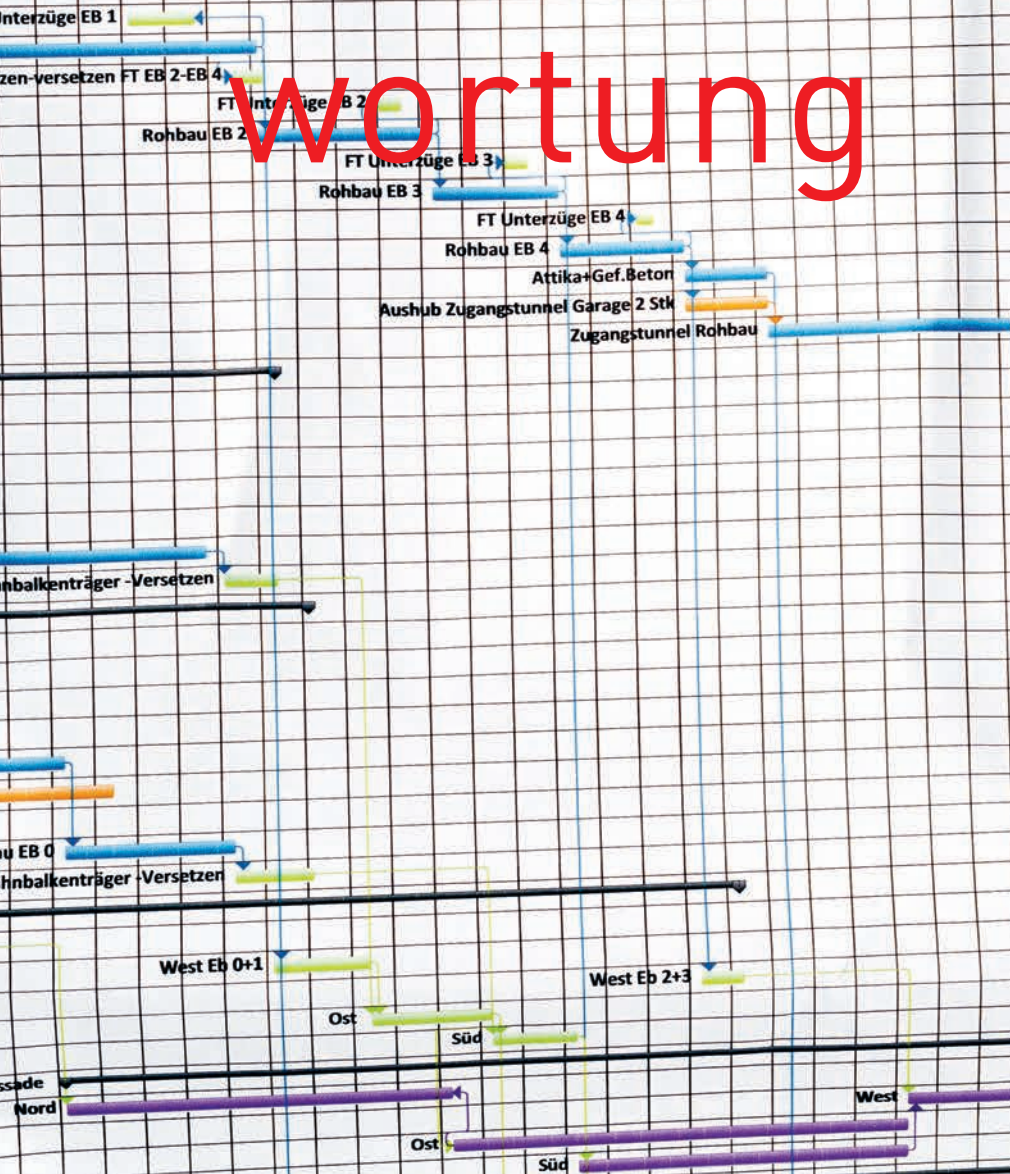 nterzüge EB 1
zen-versetzen FT EB 2-EB 4
wortung
FT Unterzüge EB 2
Rohbau EB 2
FT Unterzüge EB 3
Rohbau EB 3
FT Unterzüge EB 4
Rohbau EB 4
Attika+Gef.Beton
Aushub Zugangstunnel Garage 2 Stk
Zugangstunnel Rohbau
nbalkenträger -Versetzen
u EB 0
hnbalkenträger -Versetzen
West Eb 0+1
West Eb 2+3
Ost
Süd
ssade
Nord
West
Ost
Süd